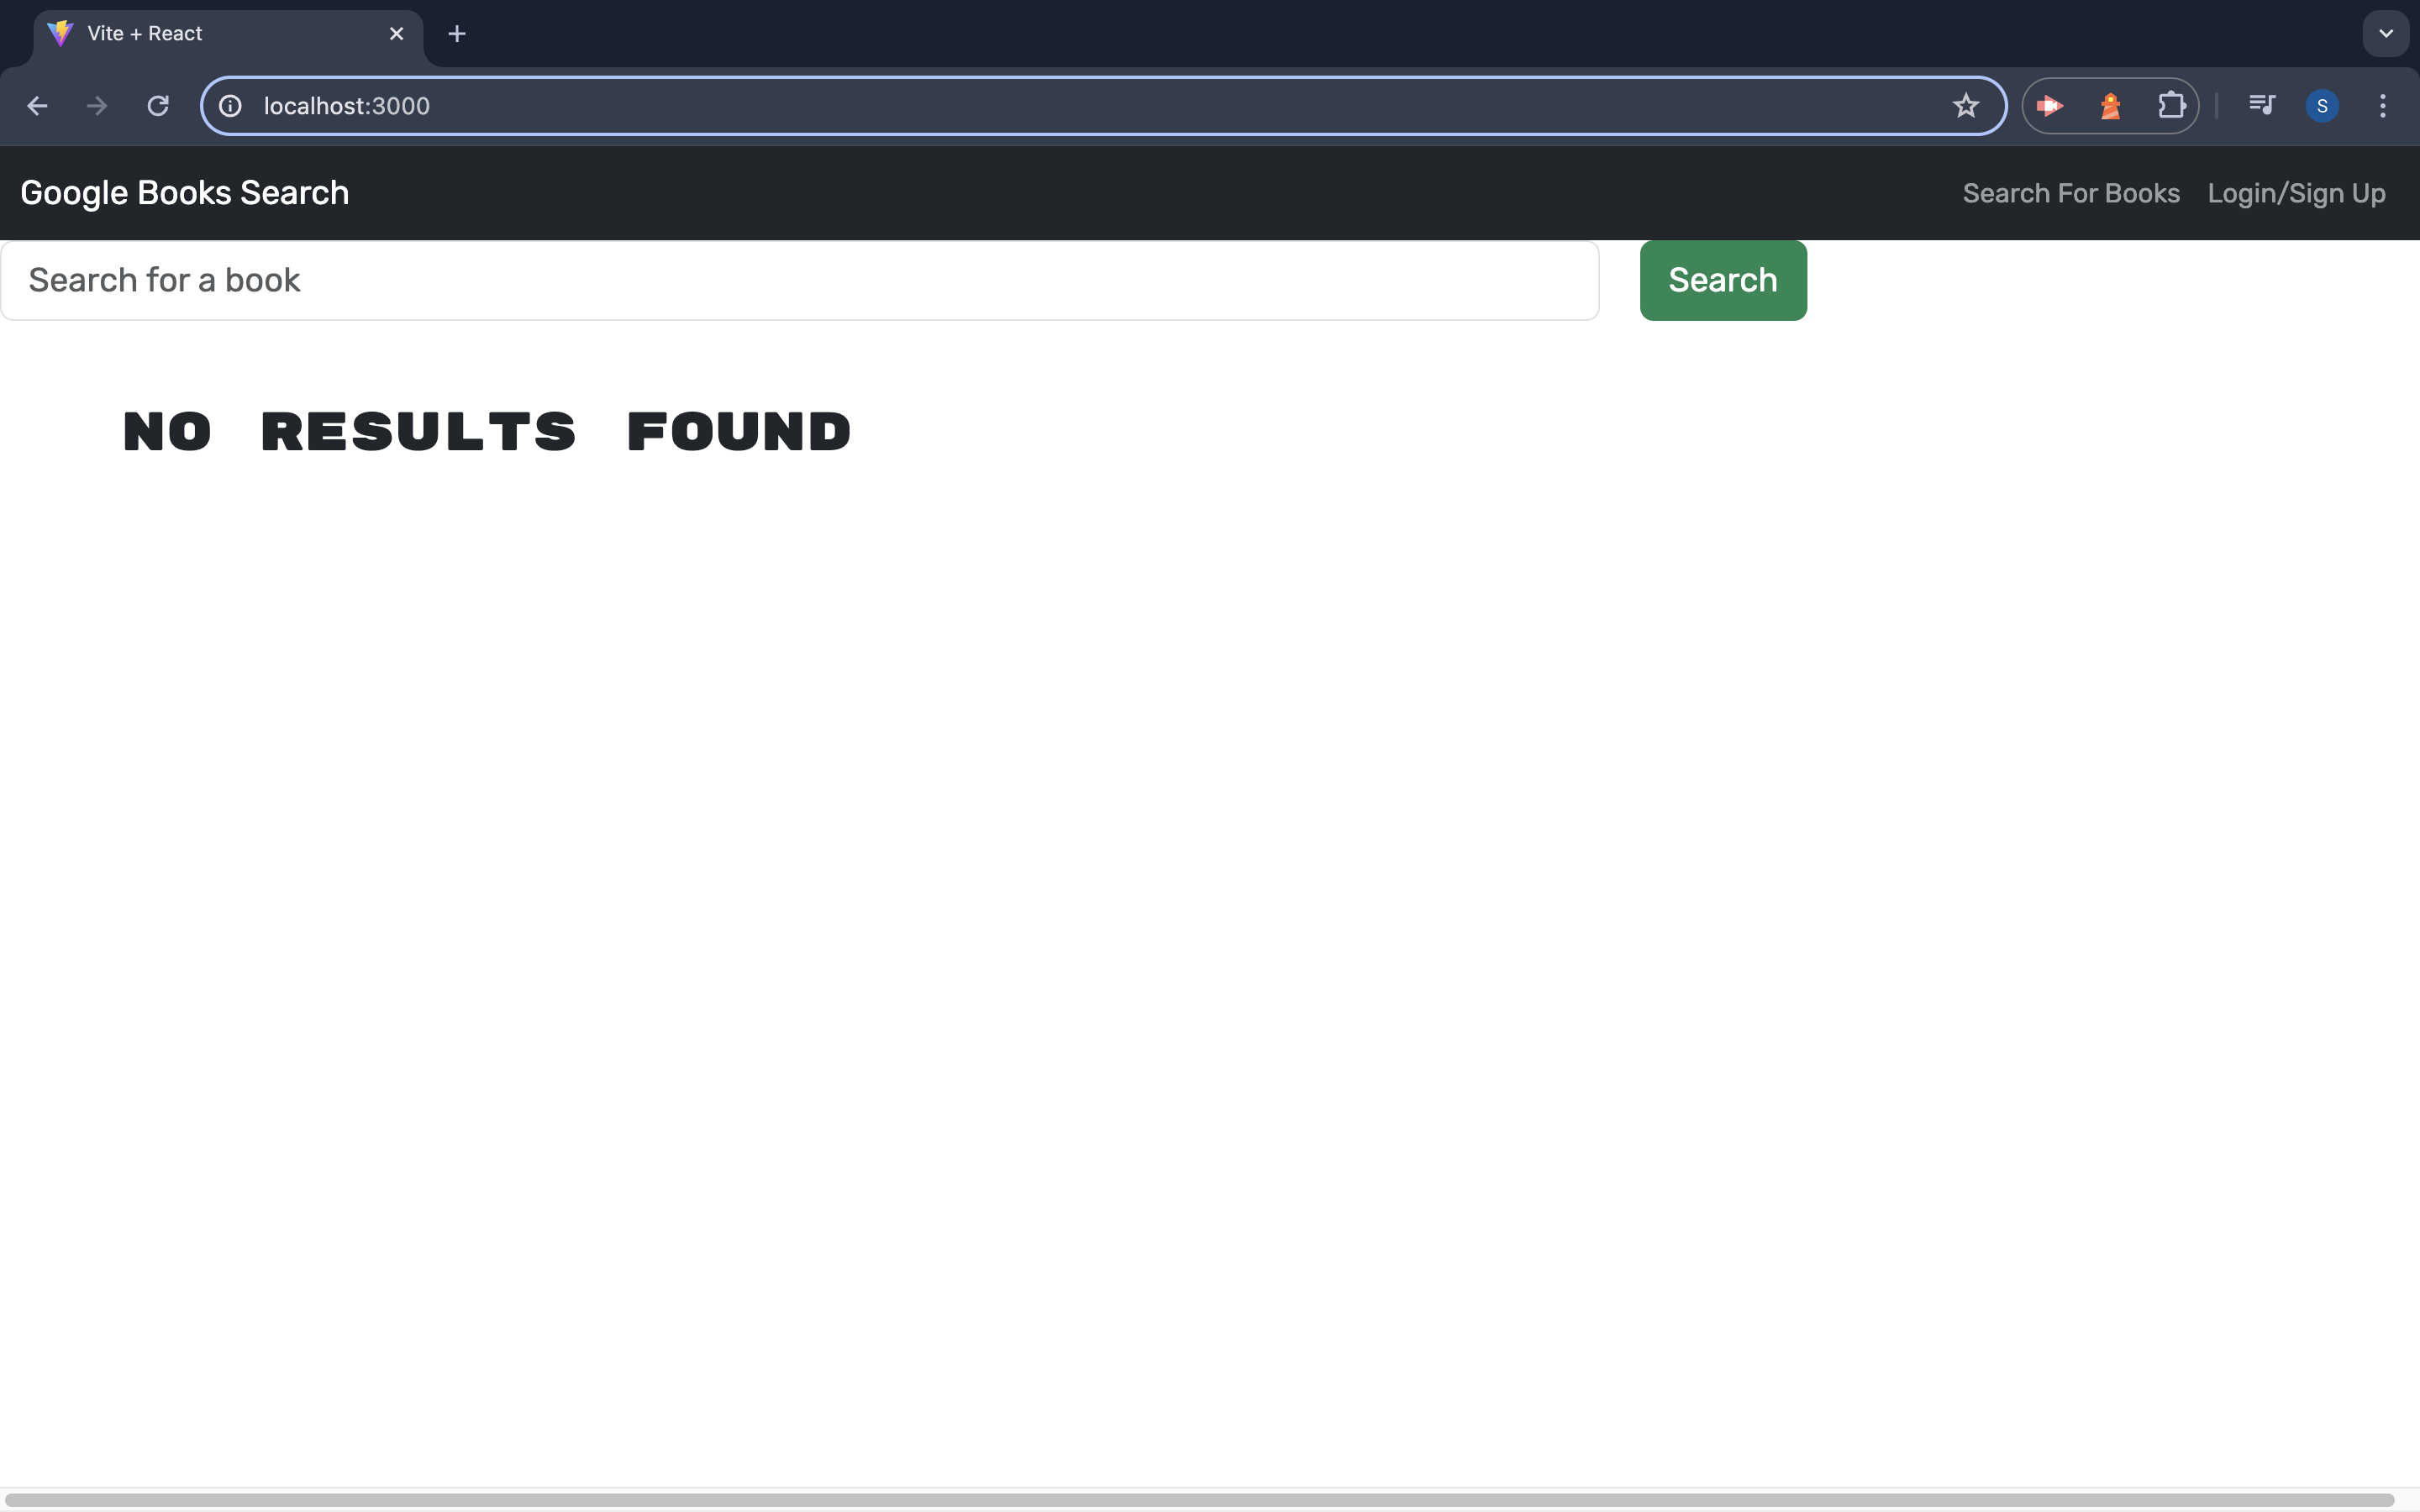 Vite + React
localhost:3000
S
Google Books Search
Search For Books
Login/Sign Up
Search for a book
Search
NO RESULTS FOUND